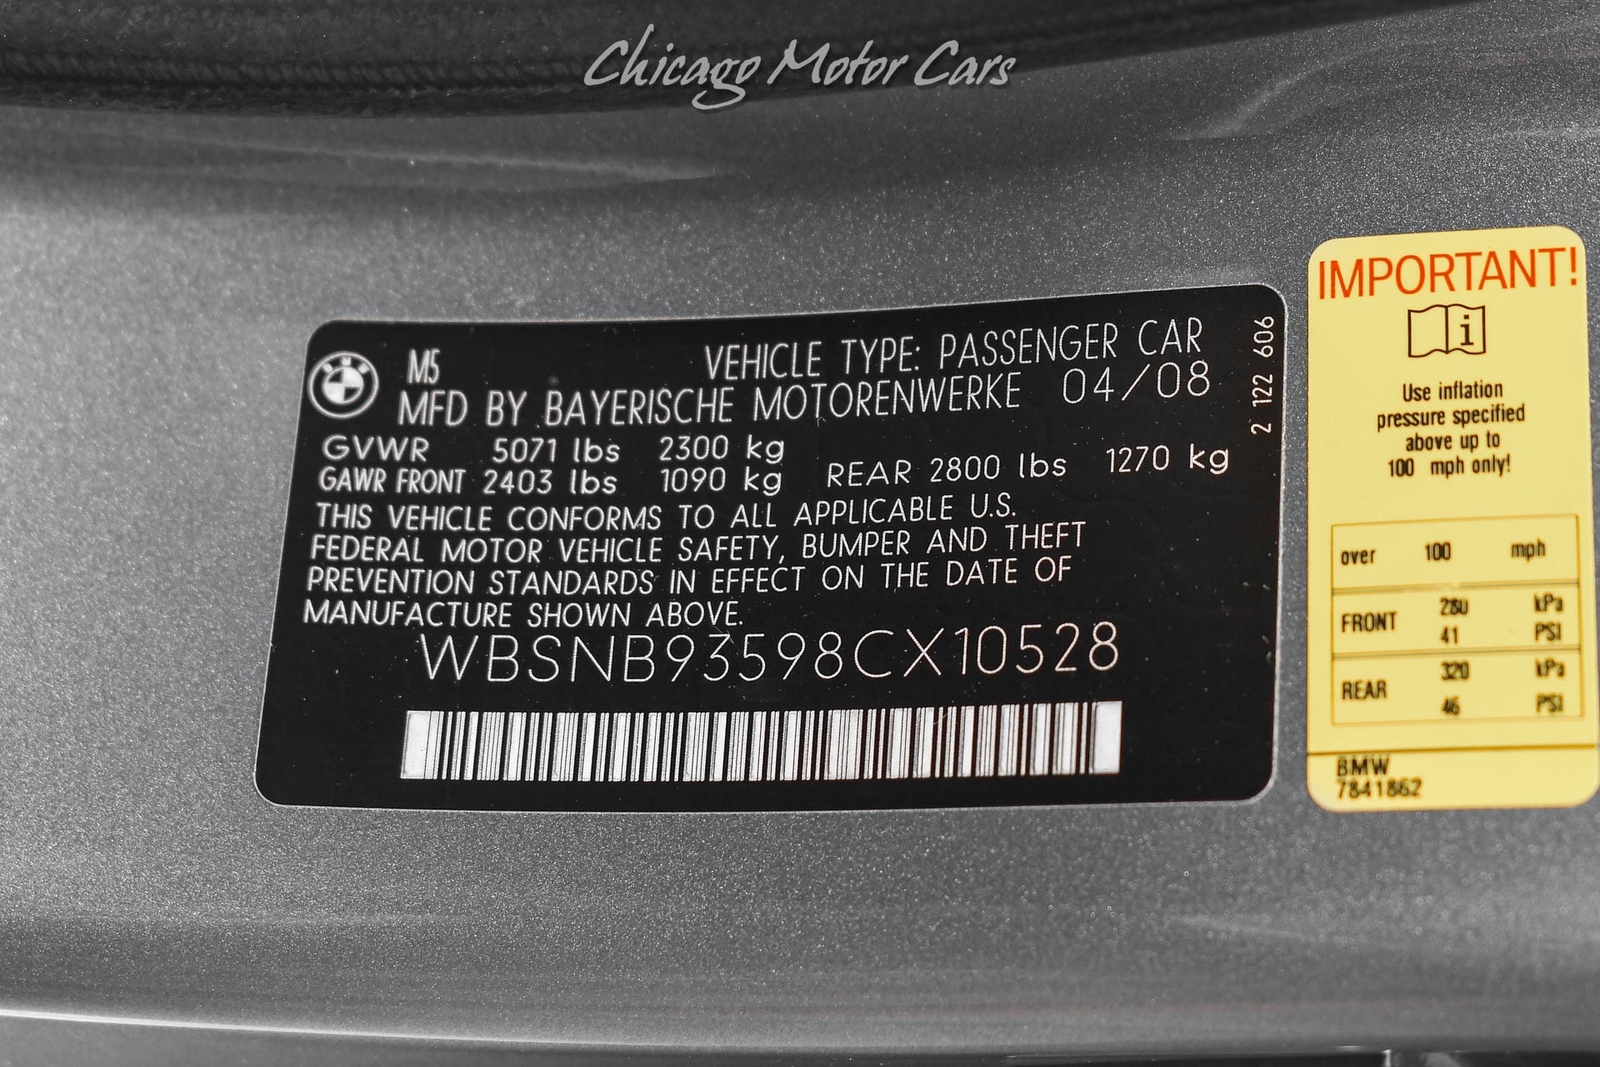 Chicago Motor Cars
M5 VEHICLE TYPE: PASSENGER CAR
MFD BY BAYERISCHE MOTORENWERKE 04/08
GVWR 5071 lbs 2300 kg
GAWR FRONT 2403 lbs 1090 kg REAR 2800 lbs 1270 kg
THIS VEHICLE CONFORMS TO ALL APPLICABLE U.S.
FEDERAL MOTOR VEHICLE SAFETY, BUMPER AND THEFT
PREVENTION STANDARDS IN EFFECT ON THE DATE OF
MANUFACTURE SHOWN ABOVE.
WBSNB93598CX10528
2 122 606
IMPORTANT!
i
Use inflation
pressure specified
above up to
100 mph only!
over 100 mph
FRONT 280 kPa
41 PSI
REAR 320 kPa
46 PSI
BMW
7841862